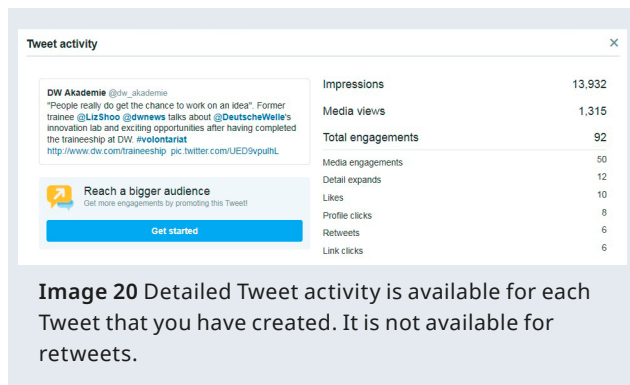 Tweet activity ×
DW Akademie @dw_akademie
"People really do get the chance to work on an idea". Former
trainee @LizShoo @dwnews talks about @DeutscheWelle's
innovation lab and exciting opportunities after having completed
the traineeship at DW. #volontariat
http://www.dw.com/traineeship pic.twitter.com/UED9vpulhL
Reach a bigger audience
Get more engagements by promoting this Tweet!
Get started
Impressions 13,932
Media views 1,315
Total engagements 92
Media engagements 50
Detail expands 12
Likes 10
Profile clicks 8
Retweets 6
Link clicks 6
Image 20 Detailed Tweet activity is available for each
Tweet that you have created. It is not available for
retweets.